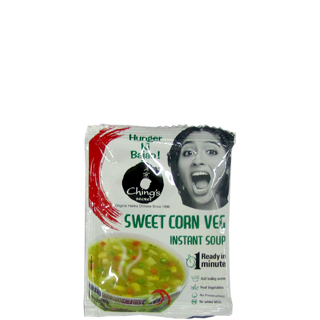 Hunger
Ki
Bajao!
Ching's
SECRET
Original Hakka Chinese Since 1996
SWEET CORN VEG
INSTANT SOUP
1 Ready in
minute
Real Vegetables
No Preservatives
No added MSG